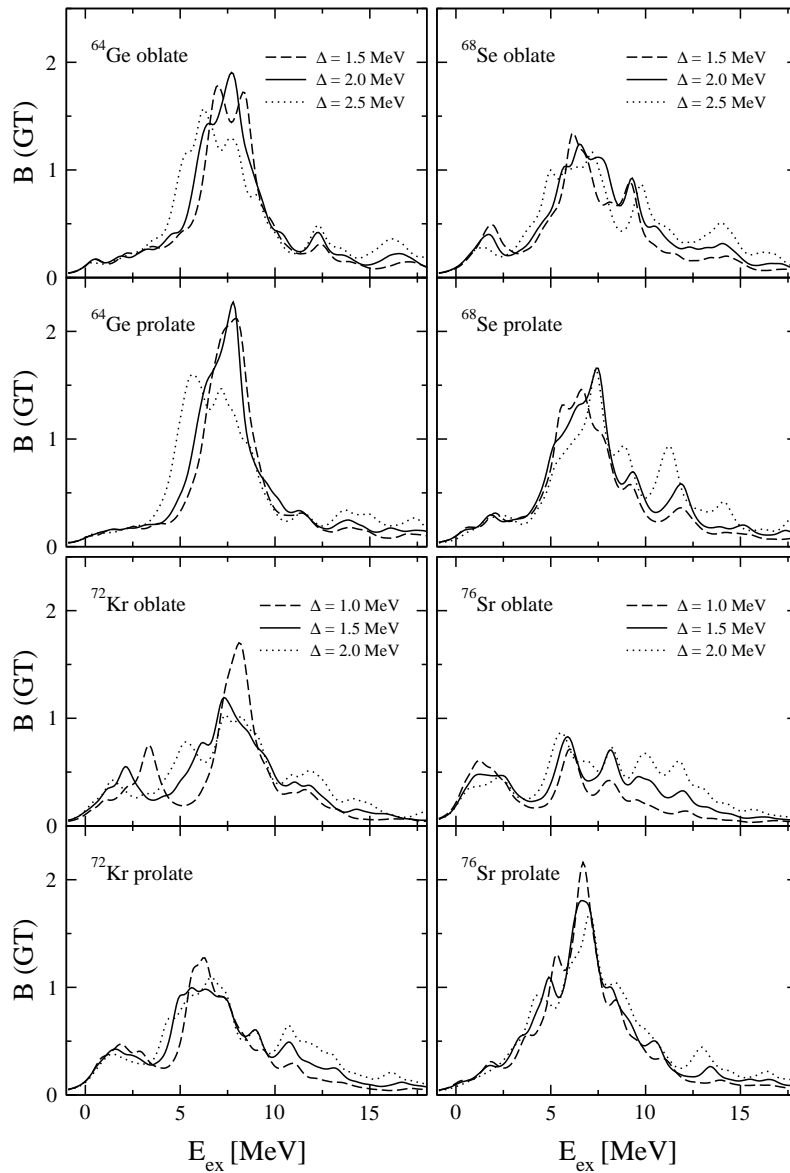 ⁶⁴Ge oblate
Δ = 1.5 MeV
Δ = 2.0 MeV
Δ = 2.5 MeV
B (GT)
2
1
0
⁶⁸Se oblate
Δ = 1.5 MeV
Δ = 2.0 MeV
Δ = 2.5 MeV
B (GT)
⁶⁴Ge prolate
B (GT)
2
1
0
⁶⁸Se prolate
B (GT)
⁷²Kr oblate
Δ = 1.0 MeV
Δ = 1.5 MeV
Δ = 2.0 MeV
B (GT)
2
1
0
⁷⁶Sr oblate
Δ = 1.0 MeV
Δ = 1.5 MeV
Δ = 2.0 MeV
B (GT)
⁷²Kr prolate
B (GT)
2
1
0
⁷⁶Sr prolate
B (GT)
0 5 10 15
0 5 10 15
E_ex [MeV]
E_ex [MeV]